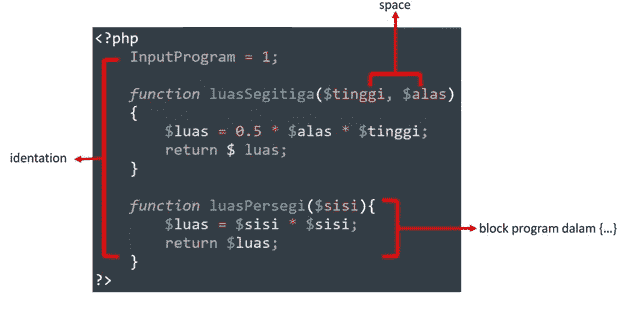 space
<?php
InputProgram = 1;
function luasSegitiga($tinggi, $alas)
{
$luas = 0.5 * $alas * $tinggi;
return $ luas;
}
identation
function luasPersegi($sisi){
$luas = $sisi * $sisi;
return $luas;
}
block program dalam {...}
?>